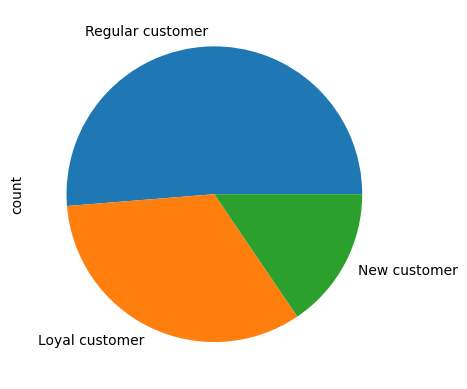 Regular customer
count
New customer
Loyal customer